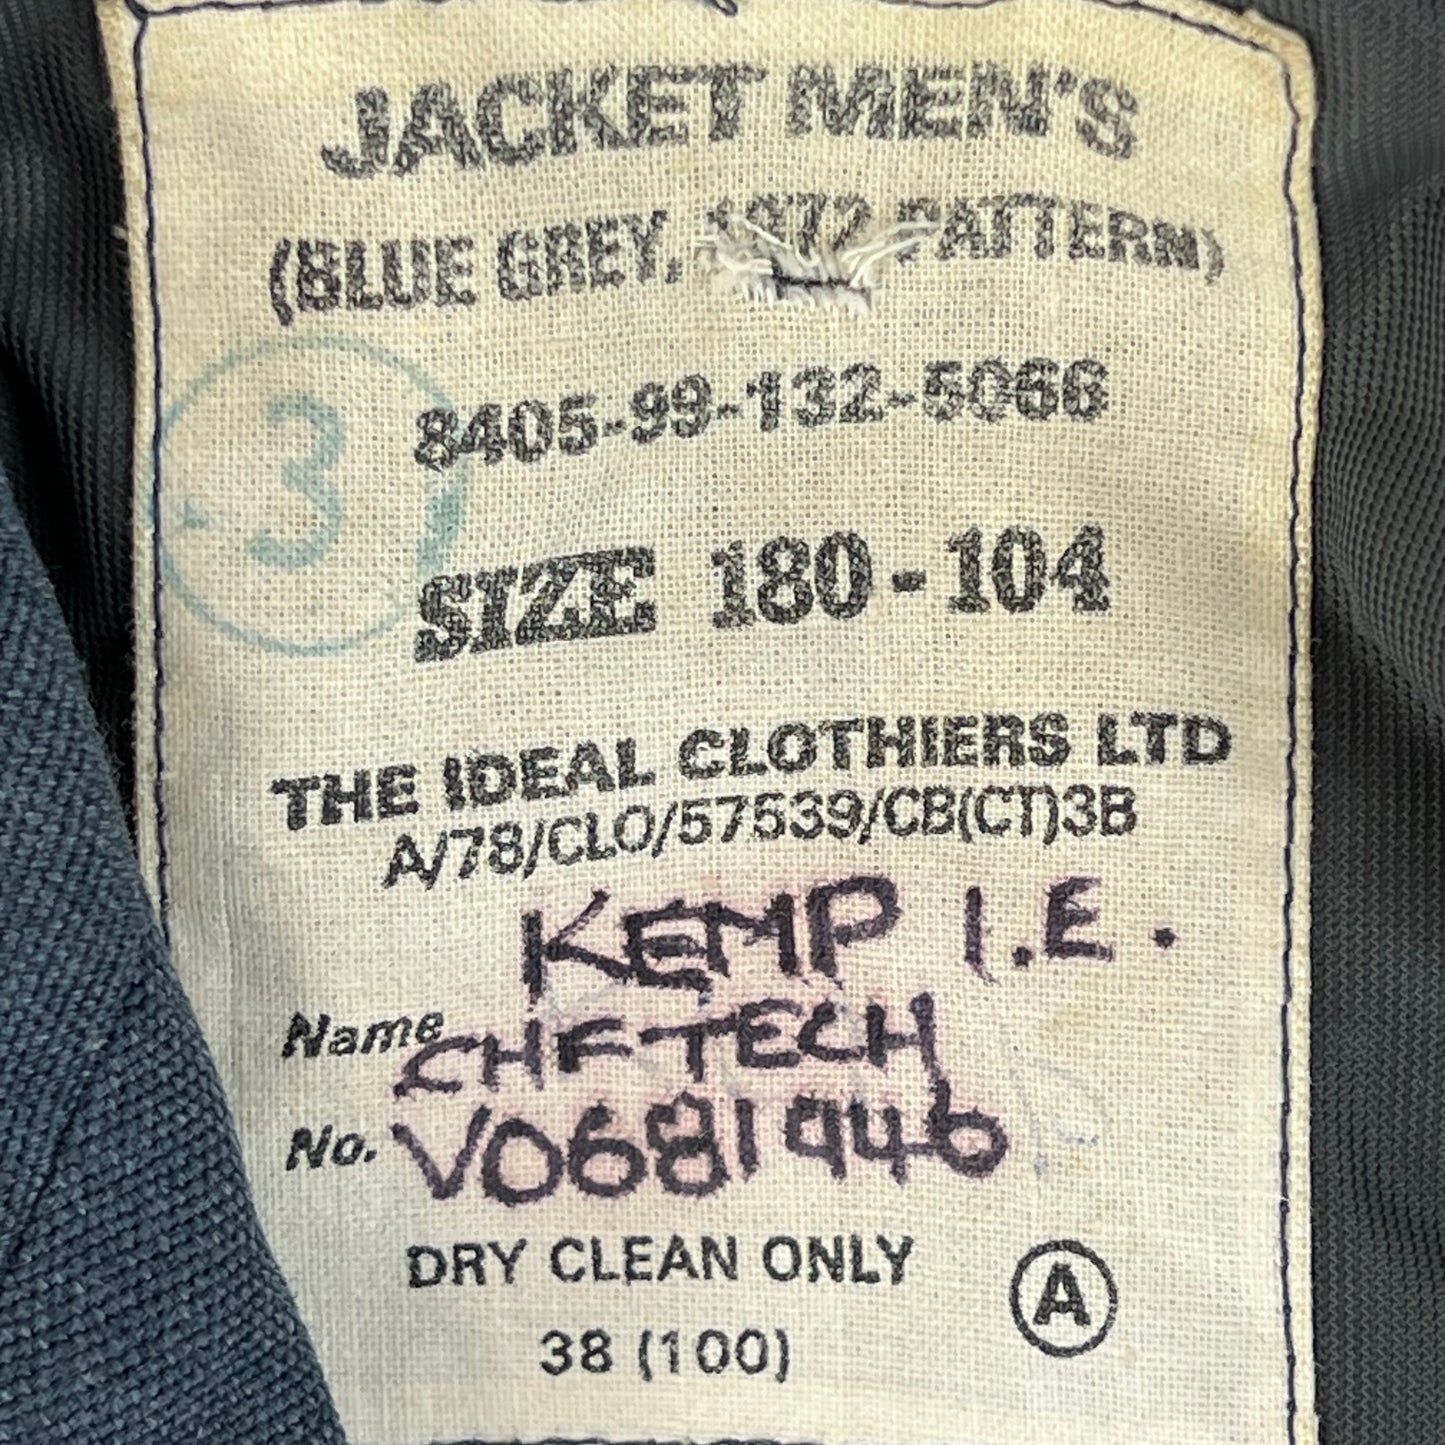 JACKET MEN'S
(BLUE GREY, 1972 PATTERN)
3
8405-99-132-5066
SIZE 180-104
THE IDEAL CLOTHIERS LTD
A/78/CLO/57539/CB(CT)3B
KEMP I.E.
Name CHF TECH
No. V0681946
DRY CLEAN ONLY
A
38 (100)